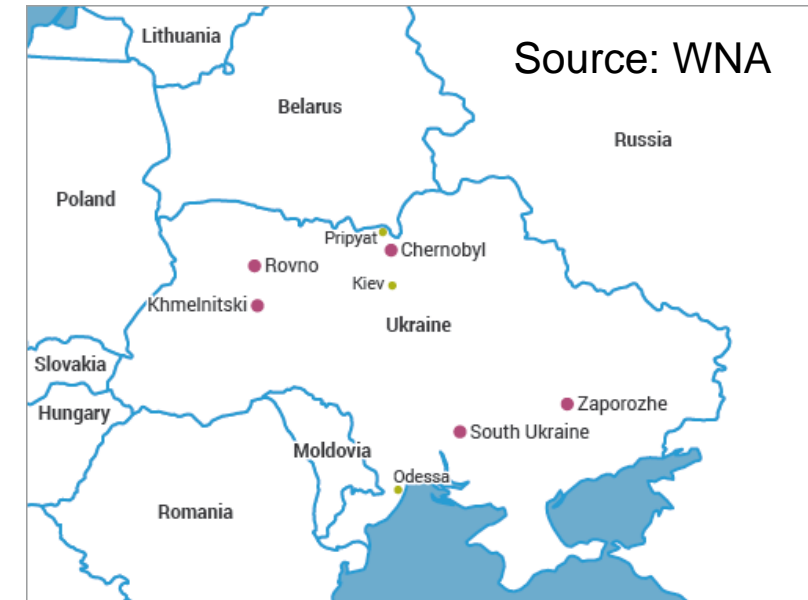 Lithuania
Source: WNA
Belarus
Russia
Poland
Pripyat
Chernobyl
Rovno
Kiev
Khmelnitski
Ukraine
Slovakia
Hungary
Zaporozhe
South Ukraine
Moldovia
Odessa
Romania